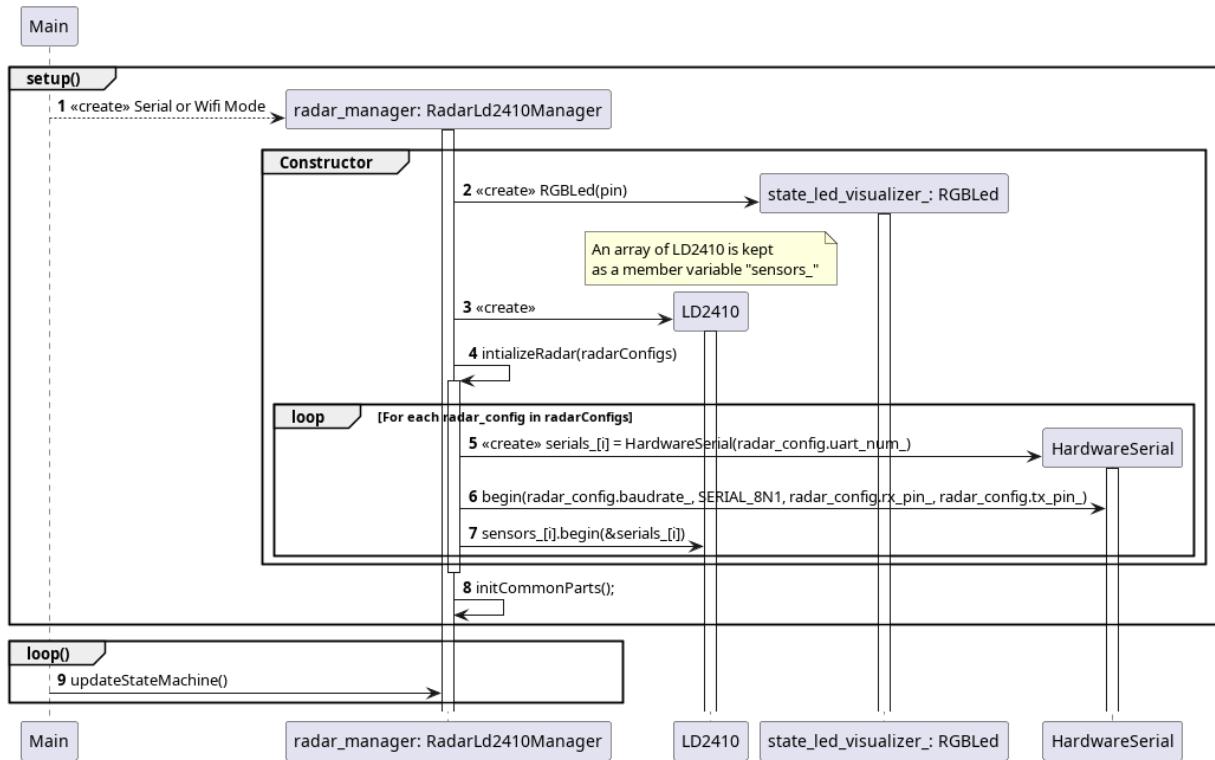 Main
setup()
1 «create» Serial or Wifi Mode
radar_manager: RadarLd2410Manager
Constructor
2 «create» RGBLed(pin)
state_led_visualizer_: RGBLed
An array of LD2410 is kept
as a member variable "sensors_"
3 «create»
LD2410
4 intializeRadar(radarConfigs)
loop [For each radar_config in radarConfigs]
5 «create» serials_[i] = HardwareSerial(radar_config.uart_num_)
HardwareSerial
6 begin(radar_config.baudrate_, SERIAL_8N1, radar_config.rx_pin_, radar_config.tx_pin_)
7 sensors_[i].begin(&serials_[i])
8 initCommonParts();
loop()
9 updateStateMachine()
Main
radar_manager: RadarLd2410Manager
LD2410
state_led_visualizer_: RGBLed
HardwareSerial